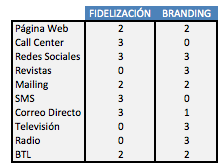 FIDELIZACIÓN BRANDING
Página Web 2 2
Call Center 3 0
Redes Sociales 3 3
Revistas 0 3
Mailing 2 2
SMS 3 0
Correo Directo 3 1
Televisión 0 3
Radio 0 3
BTL 2 2